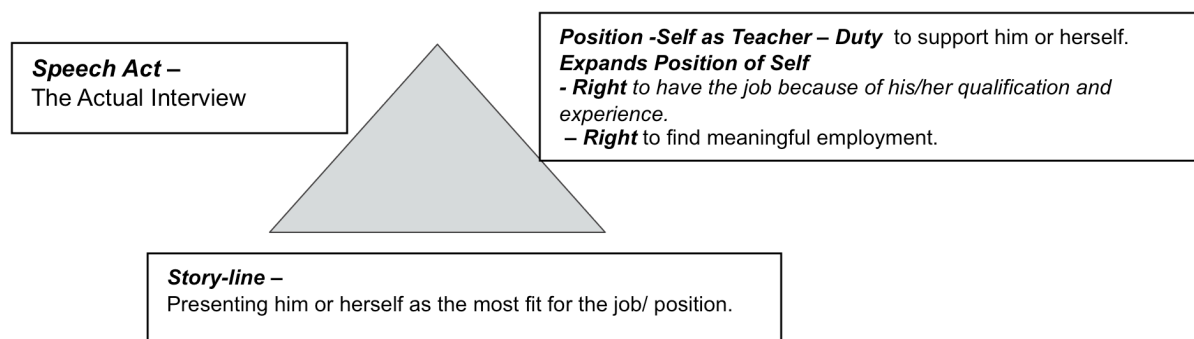 Speech Act –
The Actual Interview
Position -Self as Teacher – Duty to support him or herself.
Expands Position of Self
- Right to have the job because of his/her qualification and
experience.
– Right to find meaningful employment.
Story-line –
Presenting him or herself as the most fit for the job/ position.